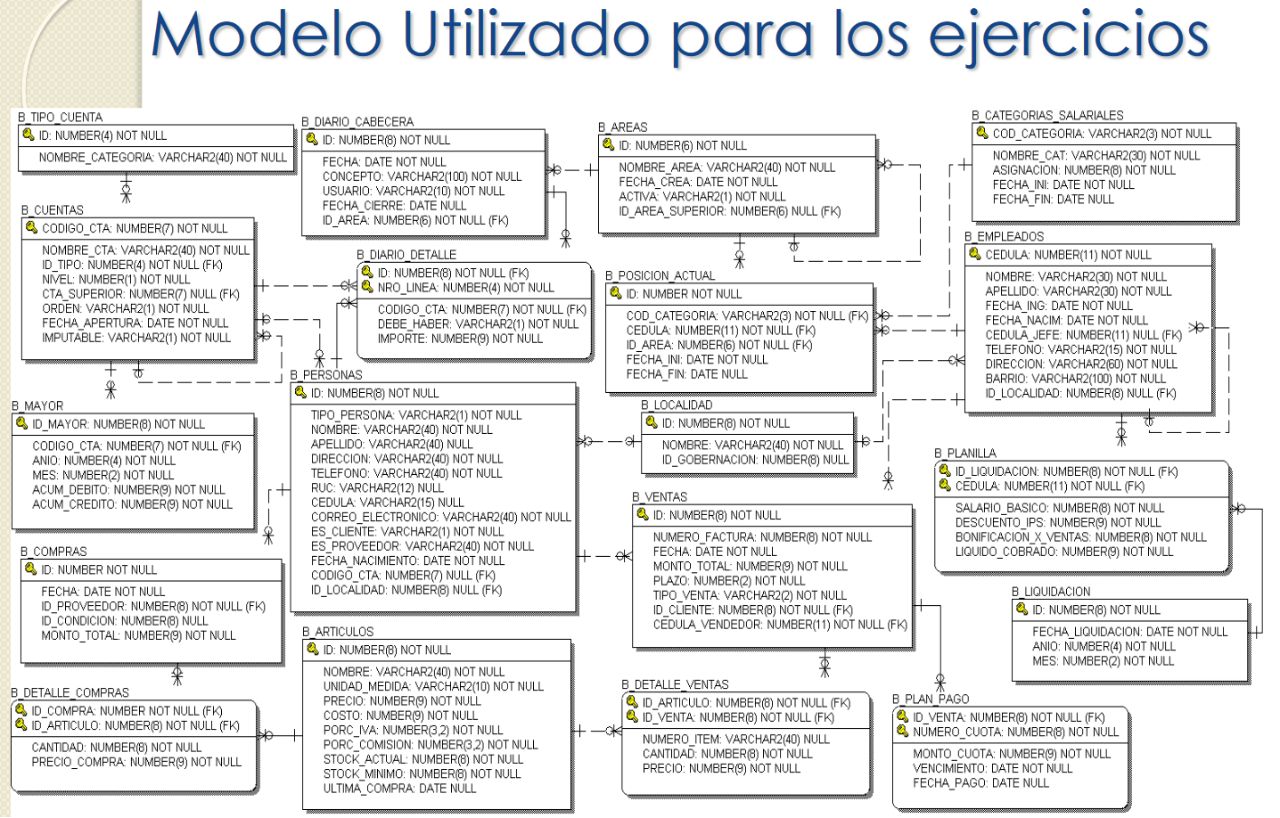 Modelo Utilizado para los ejercicios
B_TIPO_CUENTA
ID: NUMBER(4) NOT NULL
NOMBRE_CATEGORIA: VARCHAR2(40) NOT NULL
B_CUENTAS
CODIGO_CTA: NUMBER(7) NOT NULL
NOMBRE_CTA: VARCHAR2(40) NOT NULL
ID_TIPO: NUMBER(4) NOT NULL (FK)
NIVEL: NUMBER(1) NOT NULL
CTA_SUPERIOR: NUMBER(7) NULL (FK)
ORDEN: VARCHAR2(1) NOT NULL
FECHA_APERTURA: DATE NOT NULL
IMPUTABLE: VARCHAR2(1) NOT NULL
B_MAYOR
ID_MAYOR: NUMBER(8) NOT NULL
CODIGO_CTA: NUMBER(7) NOT NULL (FK)
ANIO: NUMBER(4) NOT NULL
MES: NUMBER(2) NOT NULL
ACUM_DEBITO: NUMBER(9) NOT NULL
ACUM_CREDITO: NUMBER(9) NOT NULL
B_COMPRAS
ID: NUMBER NOT NULL
FECHA: DATE NOT NULL
ID_PROVEEDOR: NUMBER(8) NOT NULL (FK)
ID_CONDICION: NUMBER(8) NULL
MONTO_TOTAL: NUMBER(9) NOT NULL
B_DETALLE_COMPRAS
ID_COMPRA: NUMBER NOT NULL (FK)
ID_ARTICULO: NUMBER(8) NOT NULL (FK)
CANTIDAD: NUMBER(8) NOT NULL
PRECIO_COMPRA: NUMBER(9) NOT NULL
B_DIARIO_CABECERA
ID: NUMBER(8) NOT NULL
FECHA: DATE NOT NULL
CONCEPTO: VARCHAR2(100) NOT NULL
USUARIO: VARCHAR2(10) NOT NULL
FECHA_CIERRE: DATE NOT NULL
ID_AREA: NUMBER(6) NOT NULL (FK)
B_DIARIO_DETALLE
ID: NUMBER(8) NOT NULL (FK)
NRO_LINEA: NUMBER(4) NOT NULL
CODIGO_CTA: NUMBER(7) NOT NULL (FK)
DEBE_HABER: VARCHAR2(1) NOT NULL
IMPORTE: NUMBER(9) NOT NULL
B_PERSONAS
ID: NUMBER(8) NOT NULL
TIPO_PERSONA: VARCHAR2(1) NOT NULL
NOMBRE: VARCHAR2(40) NOT NULL
APELLIDO: VARCHAR2(40) NULL
DIRECCION: VARCHAR2(40) NOT NULL
TELEFONO: VARCHAR2(40) NOT NULL
RUC: VARCHAR2(12) NULL
CEDULA: VARCHAR2(15) NULL
CORREO_ELECTRONICO: VARCHAR2(40) NOT NULL
ES_CLIENTE: VARCHAR2(1) NOT NULL
ES_PROVEEDOR: VARCHAR2(40) NOT NULL
FECHA_NACIMIENTO: DATE NOT NULL
CODIGO_CTA: NUMBER(7) NULL (FK)
ID_LOCALIDAD: NUMBER(8) NULL (FK)
B_ARTICULOS
ID: NUMBER(8) NOT NULL
NOMBRE: VARCHAR2(40) NOT NULL
UNIDAD_MEDIDA: VARCHAR2(10) NOT NULL
PRECIO: NUMBER(9) NOT NULL
COSTO: NUMBER(9) NOT NULL
PORC_IVA: NUMBER(3,2) NOT NULL
PORC_COMISION: NUMBER(3,2) NOT NULL
STOCK_ACTUAL: NUMBER(8) NOT NULL
STOCK_MINIMO: NUMBER(8) NOT NULL
ULTIMA_COMPRA: DATE NULL
B_AREAS
ID: NUMBER(6) NOT NULL
NOMBRE_AREA: VARCHAR2(40) NOT NULL
FECHA_CREA: DATE NOT NULL
ACTIVA: VARCHAR2(1) NOT NULL
ID_AREA_SUPERIOR: NUMBER(6) NULL (FK)
B_POSICION_ACTUAL
ID: NUMBER NOT NULL
COD_CATEGORIA: VARCHAR2(3) NOT NULL (FK)
CEDULA: NUMBER(11) NOT NULL (FK)
ID_AREA: NUMBER(6) NOT NULL (FK)
FECHA_INI: DATE NOT NULL
FECHA_FIN: DATE NULL
B_LOCALIDAD
ID: NUMBER(8) NOT NULL
NOMBRE: VARCHAR2(40) NOT NULL
ID_GOBERNACION: NUMBER(8) NULL
B_VENTAS
ID: NUMBER(8) NOT NULL
NUMERO_FACTURA: NUMBER(8) NOT NULL
FECHA: DATE NOT NULL
MONTO_TOTAL: NUMBER(9) NOT NULL
PLAZO: NUMBER(2) NOT NULL
TIPO_VENTA: VARCHAR2(2) NOT NULL
ID_CLIENTE: NUMBER(8) NOT NULL (FK)
CEDULA_VENDEDOR: NUMBER(11) NOT NULL (FK)
B_DETALLE_VENTAS
ID_ARTICULO: NUMBER(8) NOT NULL (FK)
ID_VENTA: NUMBER(8) NOT NULL (FK)
NUMERO_ITEM: VARCHAR2(40) NULL
CANTIDAD: NUMBER(8) NOT NULL
PRECIO: NUMBER(9) NOT NULL
B_CATEGORIAS_SALARIALES
COD_CATEGORIA: VARCHAR2(3) NOT NULL
NOMBRE_CAT: VARCHAR2(30) NOT NULL
ASIGNACION: NUMBER(8) NOT NULL
FECHA_INI: DATE NOT NULL
FECHA_FIN: DATE NULL
B_EMPLEADOS
CEDULA: NUMBER(11) NOT NULL
NOMBRE: VARCHAR2(30) NOT NULL
APELLIDO: VARCHAR2(30) NOT NULL
FECHA_ING: DATE NOT NULL
FECHA_NACIM: DATE NOT NULL
CEDULA_JEFE: NUMBER(11) NULL (FK)
TELEFONO: VARCHAR2(15) NOT NULL
DIRECCION: VARCHAR2(60) NOT NULL
BARRIO: VARCHAR2(100) NOT NULL
ID_LOCALIDAD: NUMBER(8) NULL (FK)
B_PLANILLA
ID_LIQUIDACION: NUMBER(8) NOT NULL (FK)
CEDULA: NUMBER(11) NOT NULL (FK)
SALARIO_BASICO: NUMBER(8) NOT NULL
DESCUENTO_IPS: NUMBER(9) NOT NULL
BONIFICACION_X_VENTAS: NUMBER(8) NOT NULL
LIQUIDO_COBRADO: NUMBER(9) NOT NULL
B_LIQUIDACION
ID: NUMBER(8) NOT NULL
FECHA_LIQUIDACION: DATE NOT NULL
ANIO: NUMBER(4) NOT NULL
MES: NUMBER(2) NOT NULL
B_PLAN_PAGO
ID_VENTA: NUMBER(8) NOT NULL (FK)
NUMERO_CUOTA: NUMBER(8) NOT NULL
MONTO_CUOTA: NUMBER(9) NOT NULL
VENCIMIENTO: DATE NOT NULL
FECHA_PAGO: DATE NULL